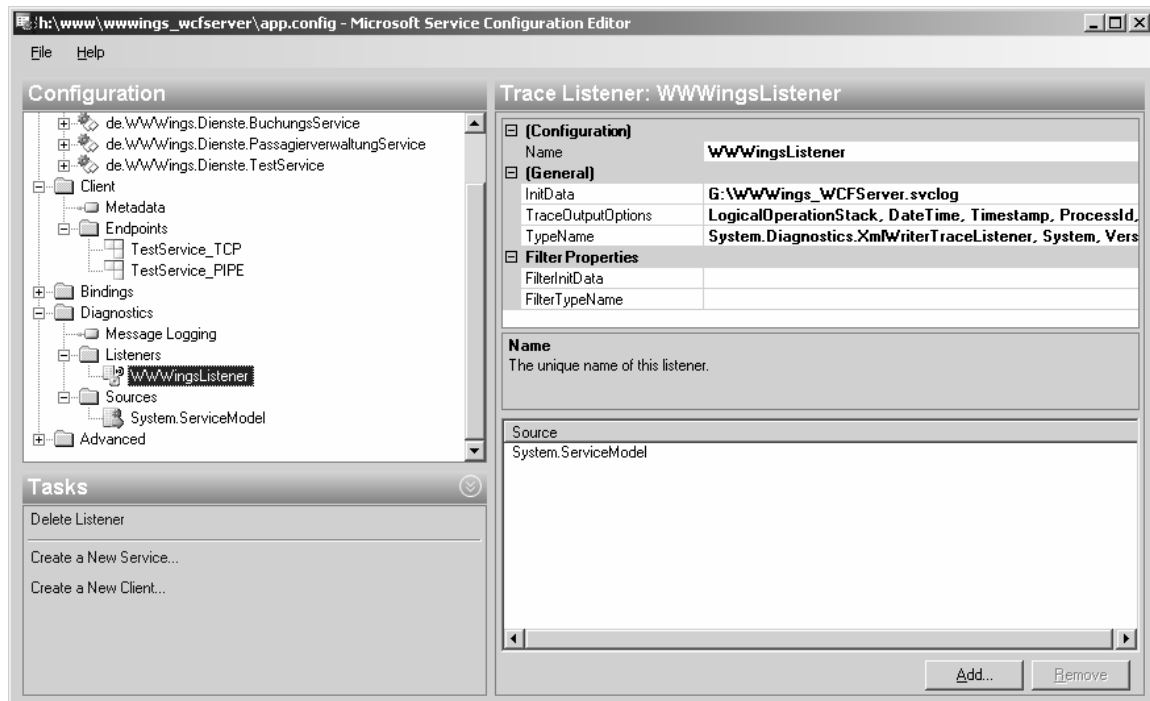 h:\www\wwwings_wcfserver\app.config - Microsoft Service Configuration Editor
File Help
Configuration
de.WWWings.Dienste.BuchungsService
de.WWWings.Dienste.PassagierverwaltungService
de.WWWings.Dienste.TestService
Client
Metadata
Endpoints
TestService_TCP
TestService_PIPE
Bindings
Diagnostics
Message Logging
Listeners
WWWingsListener
Sources
System.ServiceModel
Advanced
Tasks
Delete Listener
Create a New Service...
Create a New Client...
Trace Listener: WWWingsListener
(Configuration)
Name WWWingsListener
(General)
InitData G:\WWWings_WCFServer.svclog
TraceOutputOptions LogicalOperationStack, DateTime, Timestamp, ProcessId,
TypeName System.Diagnostics.XmlWriterTraceListener, System, Vers
Filter Properties
FilterInitData
FilterTypeName
Name
The unique name of this listener.
Source
System.ServiceModel
Add... Remove